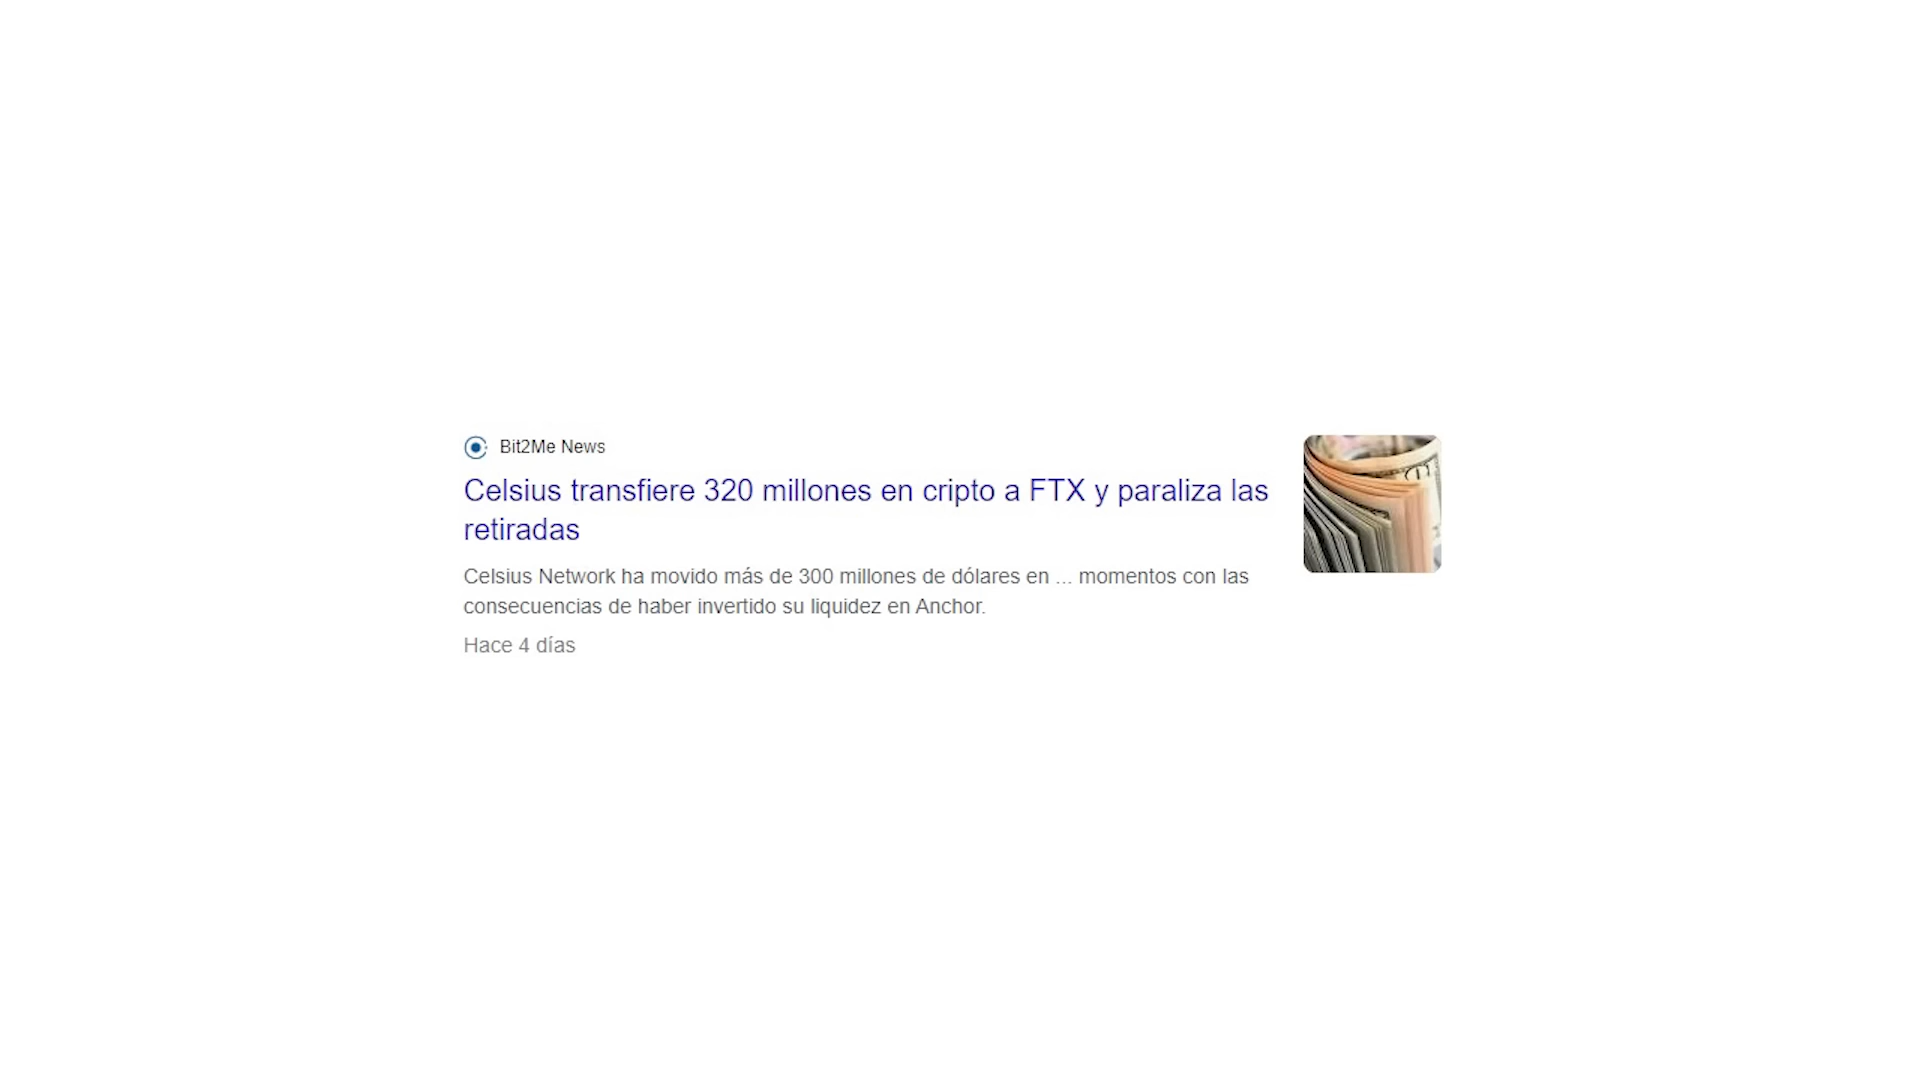 Bit2Me News
Celsius transfiere 320 millones en cripto a FTX y paraliza las
retiradas
Celsius Network ha movido más de 300 millones de dólares en ... momentos con las
consecuencias de haber invertido su liquidez en Anchor.
Hace 4 días